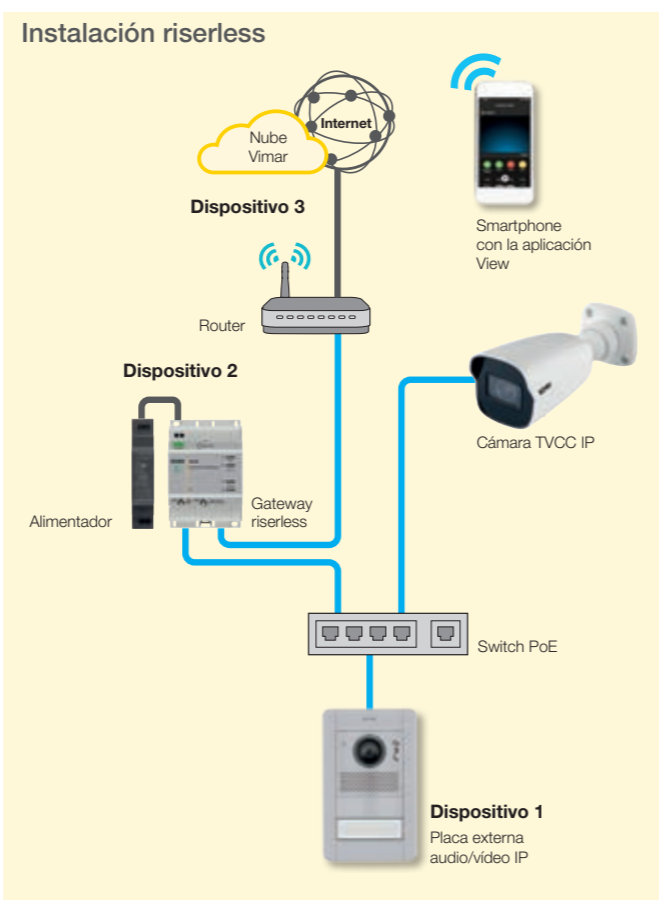 Instalación riserless
Internet
Nube
Vimar
Dispositivo 3
Smartphone
con la aplicación
View
Router
Dispositivo 2
Cámara TVCC IP
Gateway
riserless
Alimentador
Switch PoE
Dispositivo 1
Placa externa
audio/vídeo IP